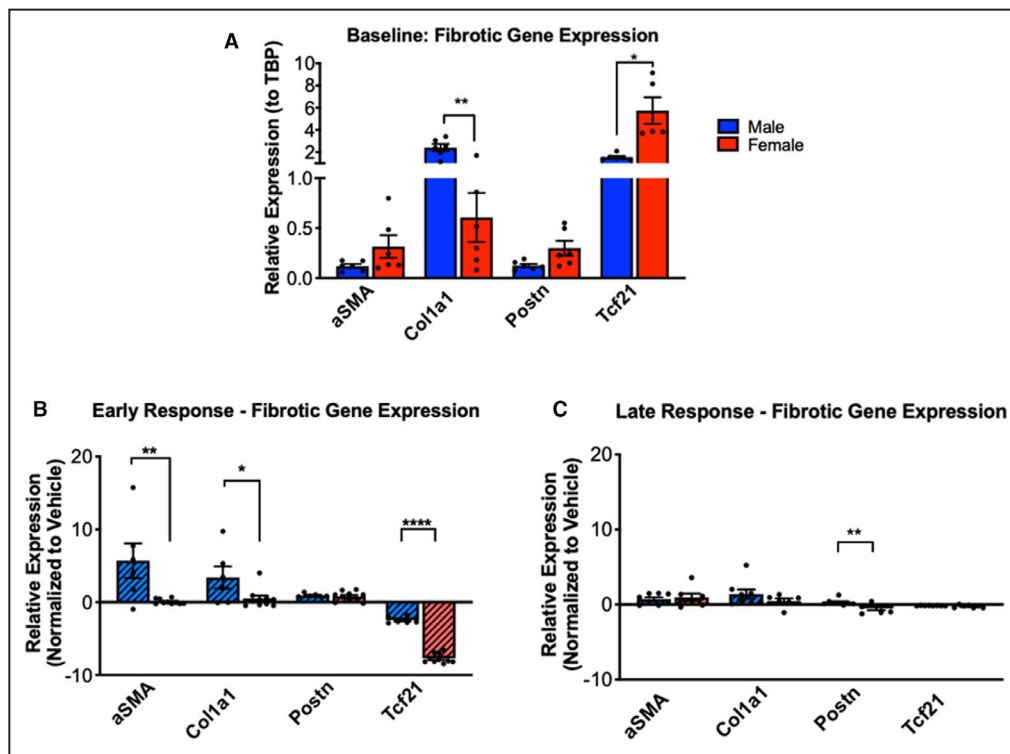 A
Baseline: Fibrotic Gene Expression
Relative Expression (to TBP)
10
8
6
4
2
1.0
0.5
0.0
**
*
Male
Female
aSMA
Col1a1
Postn
Tcf21
B
Early Response - Fibrotic Gene Expression
Relative Expression
(Normalized to Vehicle)
20
10
0
-10
**
*
****
aSMA
Col1a1
Postn
Tcf21
C
Late Response - Fibrotic Gene Expression
Relative Expression
(Normalized to Vehicle)
20
10
0
-10
**
aSMA
Col1a1
Postn
Tcf21